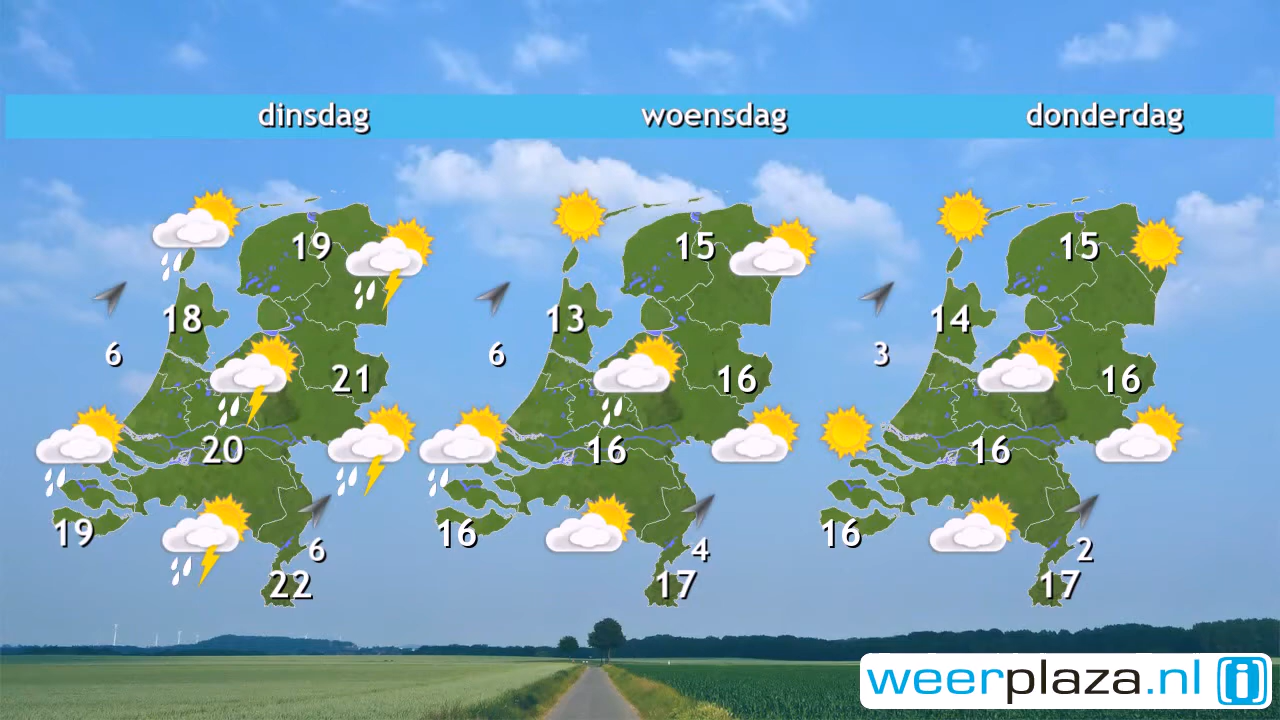 dinsdag woensdag donderdag
19 15 15
18 13 14
6 6 3
21 16 16
20 16 16
19 16 16
6 4 2
22 17 17
weerplaza.nl i